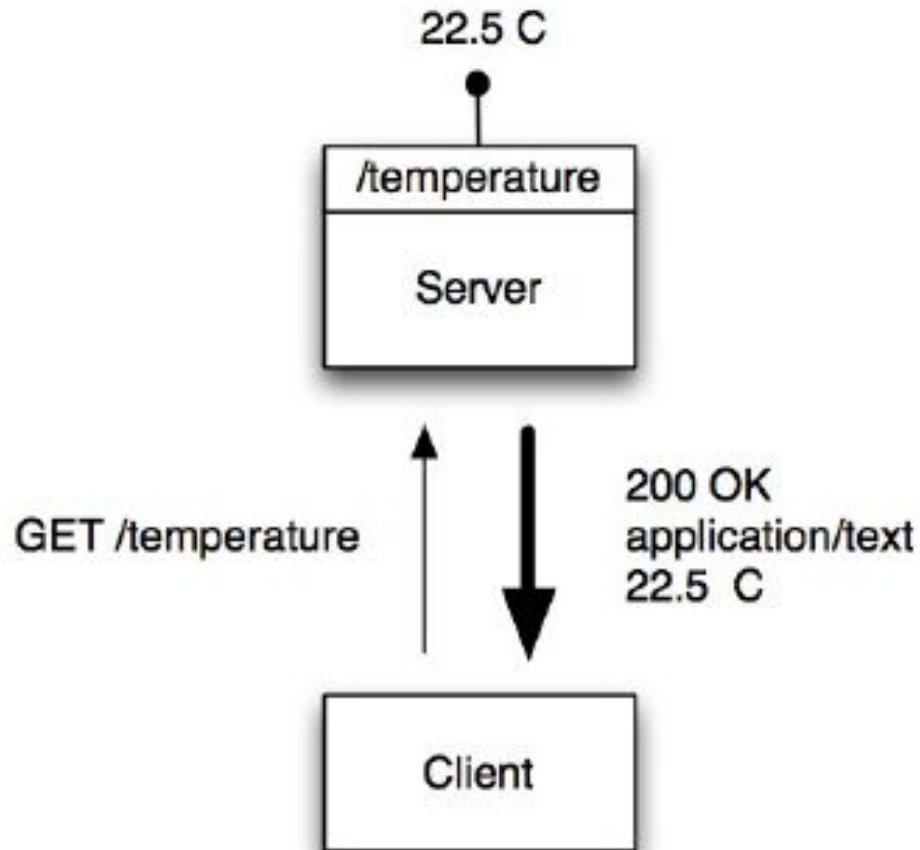 22.5 C
/temperature
Server
GET /temperature
200 OK
application/text
22.5  C
Client